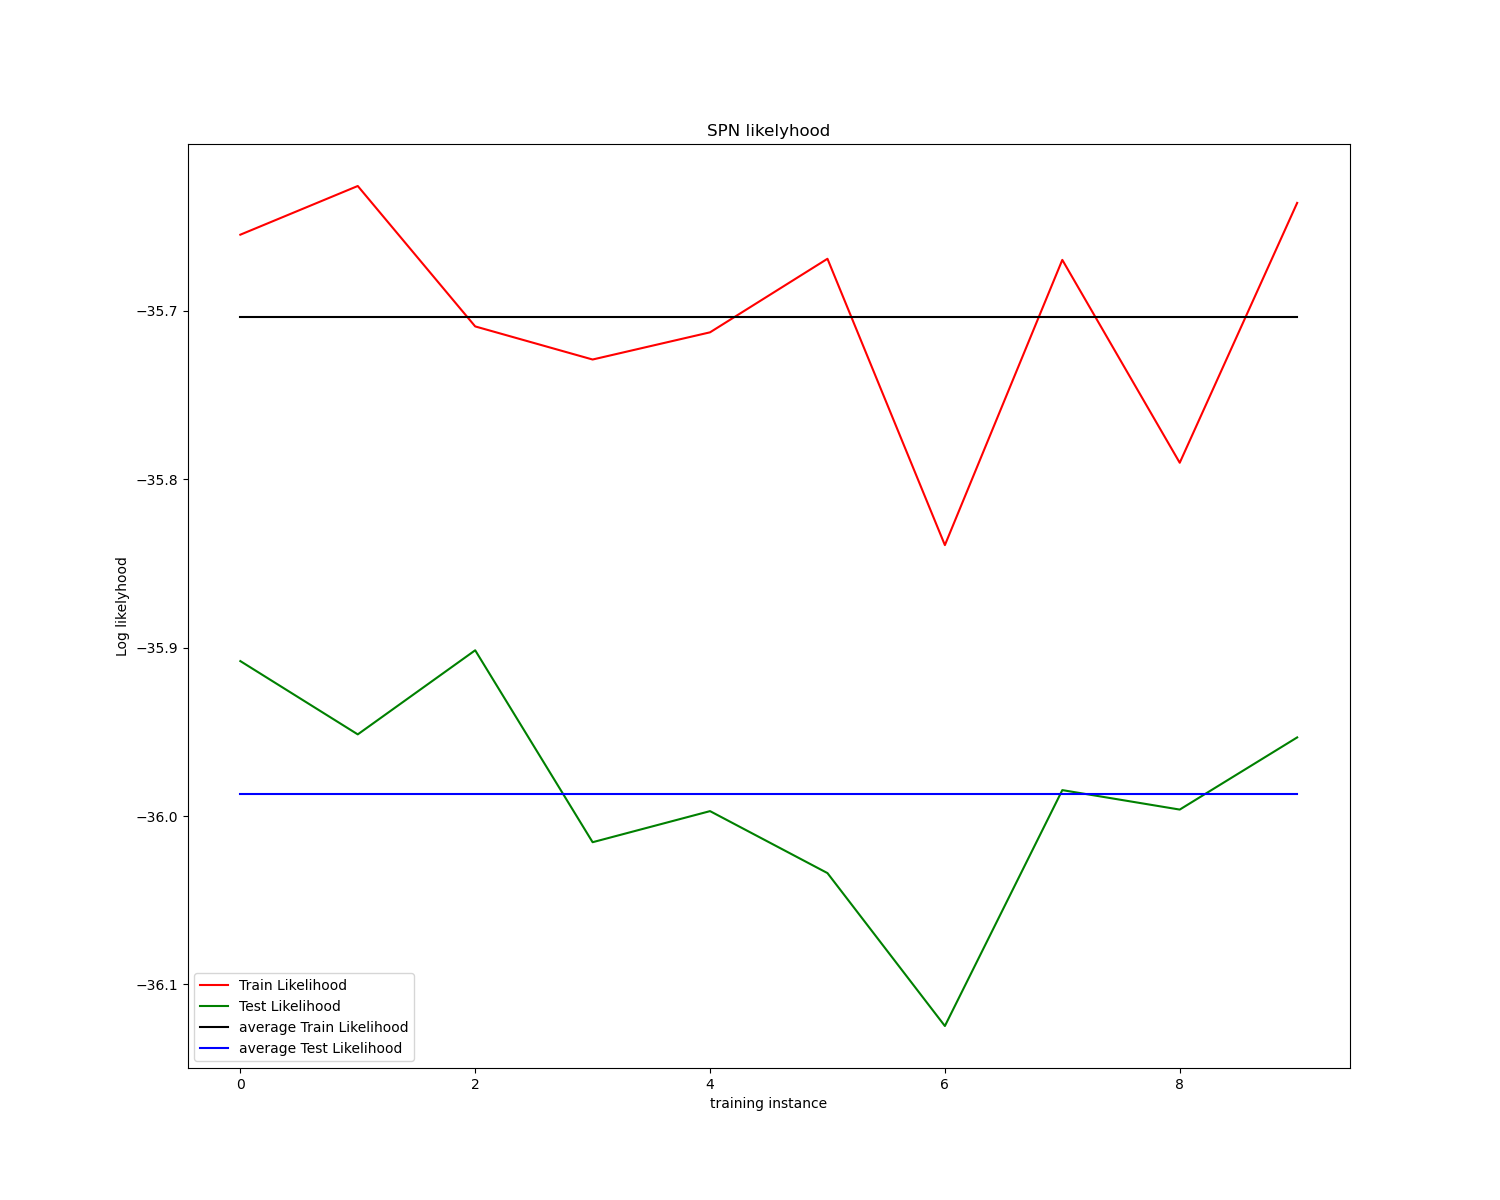 SPN likelyhood
Log likelyhood
−35.7
−35.8
−35.9
−36.0
−36.1
Train Likelihood
Test Likelihood
average Train Likelihood
average Test Likelihood
0 2 4 6 8
training instance